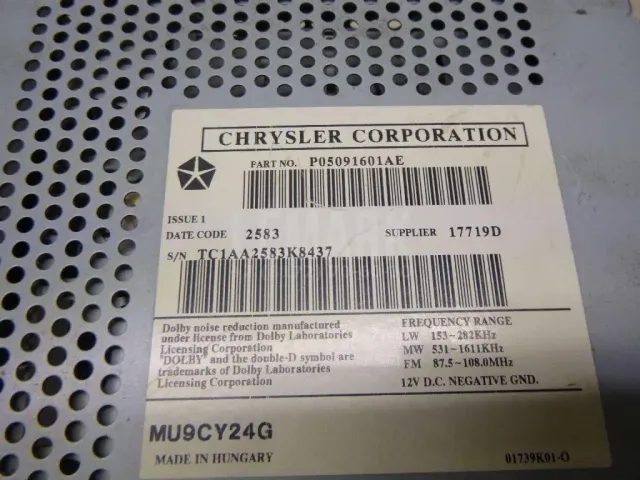 CHRYSLER CORPORATION
PART NO. P05091601AE
ISSUE 1
DATE CODE 2583 SUPPLIER 17719D
S/N TC1AA2583K8437
Dolby noise reduction manufactured
under license from Dolby Laboratories
Licensing Corporation
"DOLBY" and the double-D symbol are
trademarks of Dolby Laboratories
Licensing Corporation
FREQUENCY RANGE
LW 153~282KHz
MW 531~1611KHz
FM 87.5~108.0MHz
12V D.C. NEGATIVE GND.
MU9CY24G
MADE IN HUNGARY 01739K01-O